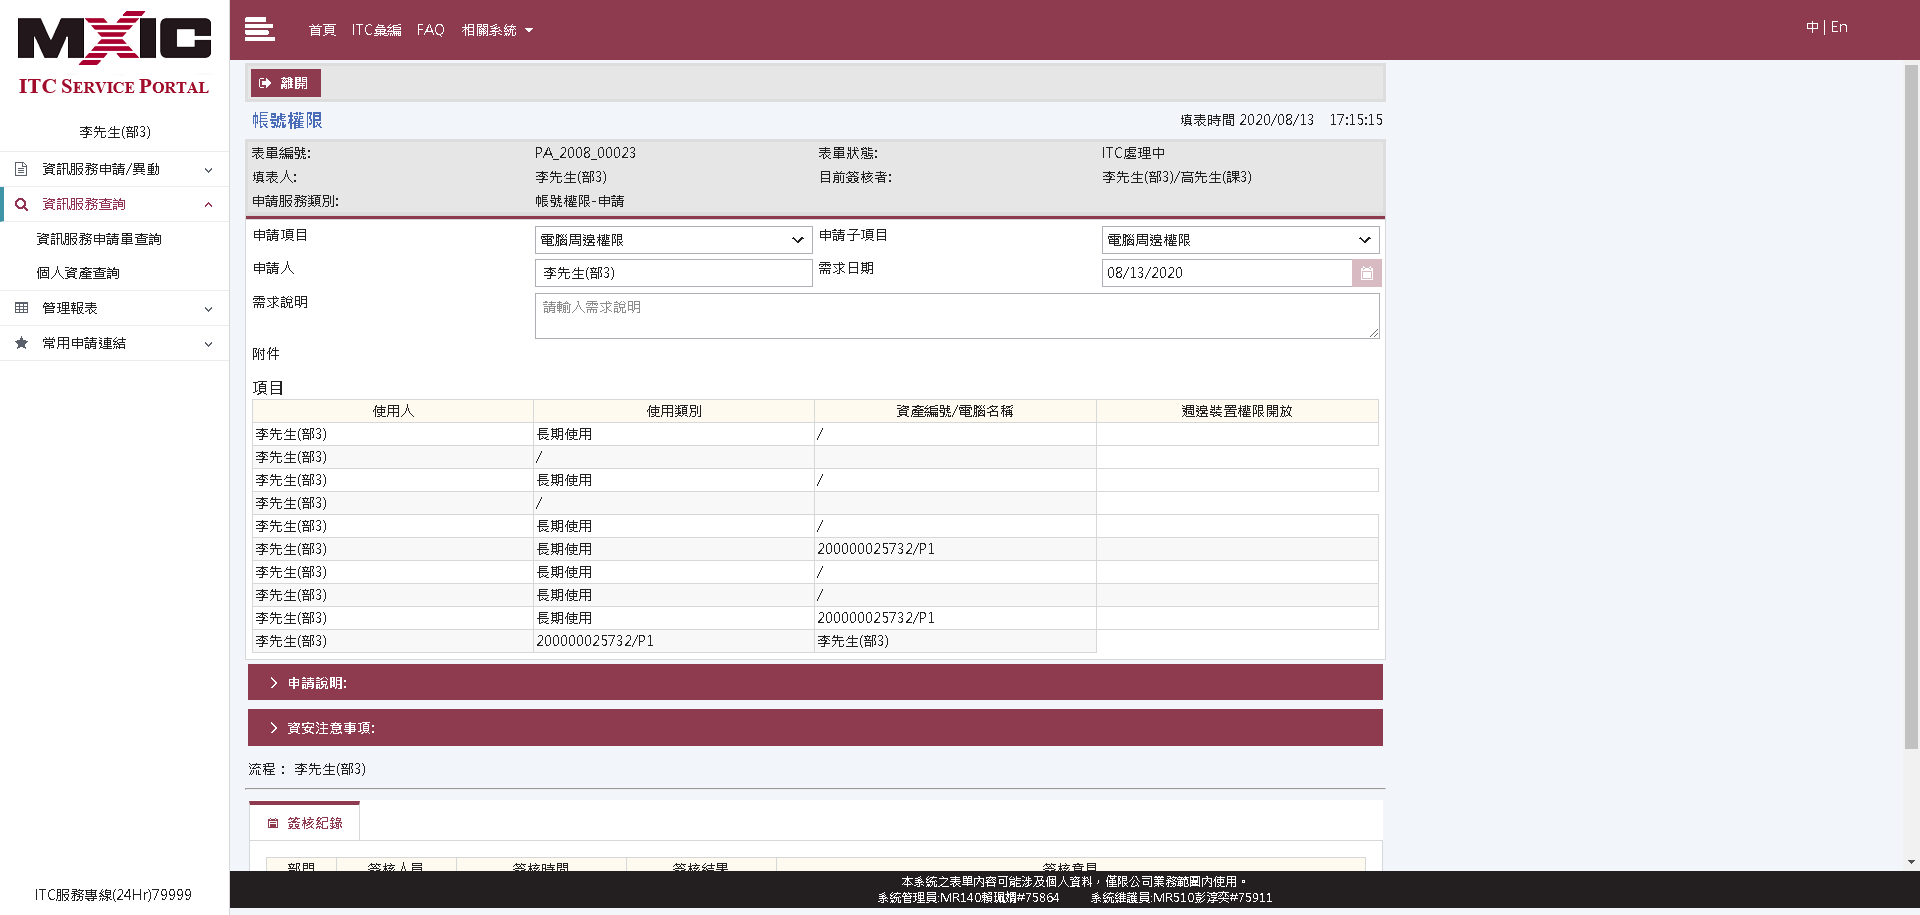 MXIC
ITC SERVICE PORTAL
李先生(部3)
資訊服務申請/異動
資訊服務查詢
資訊服務申請單查詢
個人資產查詢
管理報表
常用申請連結
ITC服務專線(24Hr)79999
首頁 ITC彙編 FAQ 相關系統
中 | En
離開
帳號權限 填表時間 2020/08/13 17:15:15
表單編號: PA_2008_00023 表單狀態: ITC處理中
填表人: 李先生(部3) 目前簽核者: 李先生(部3)/高先生(課3)
申請服務類別: 帳號權限-申請
申請項目 電腦周邊權限 申請子項目 電腦周邊權限
申請人 李先生(部3) 需求日期 08/13/2020
需求說明 請輸入需求說明
附件
項目
使用人 使用類別 資產編號/電腦名稱 週邊裝置權限開放
李先生(部3) 長期使用 /
李先生(部3) /
李先生(部3) 長期使用 /
李先生(部3) /
李先生(部3) 長期使用 /
李先生(部3) 長期使用 200000025732/P1
李先生(部3) 長期使用 /
李先生(部3) 長期使用 /
李先生(部3) 長期使用 200000025732/P1
李先生(部3) 200000025732/P1 李先生(部3)
申請說明:
資安注意事項:
流程： 李先生(部3)
簽核紀錄
部門 簽核人員 簽核時間 簽核結果 簽核意見
本系統之表單內容可能涉及個人資料，僅限公司業務範圍內使用。
系統管理員:MR140賴珮嫺#75864 系統維護員:MR510彭淳奕#75911